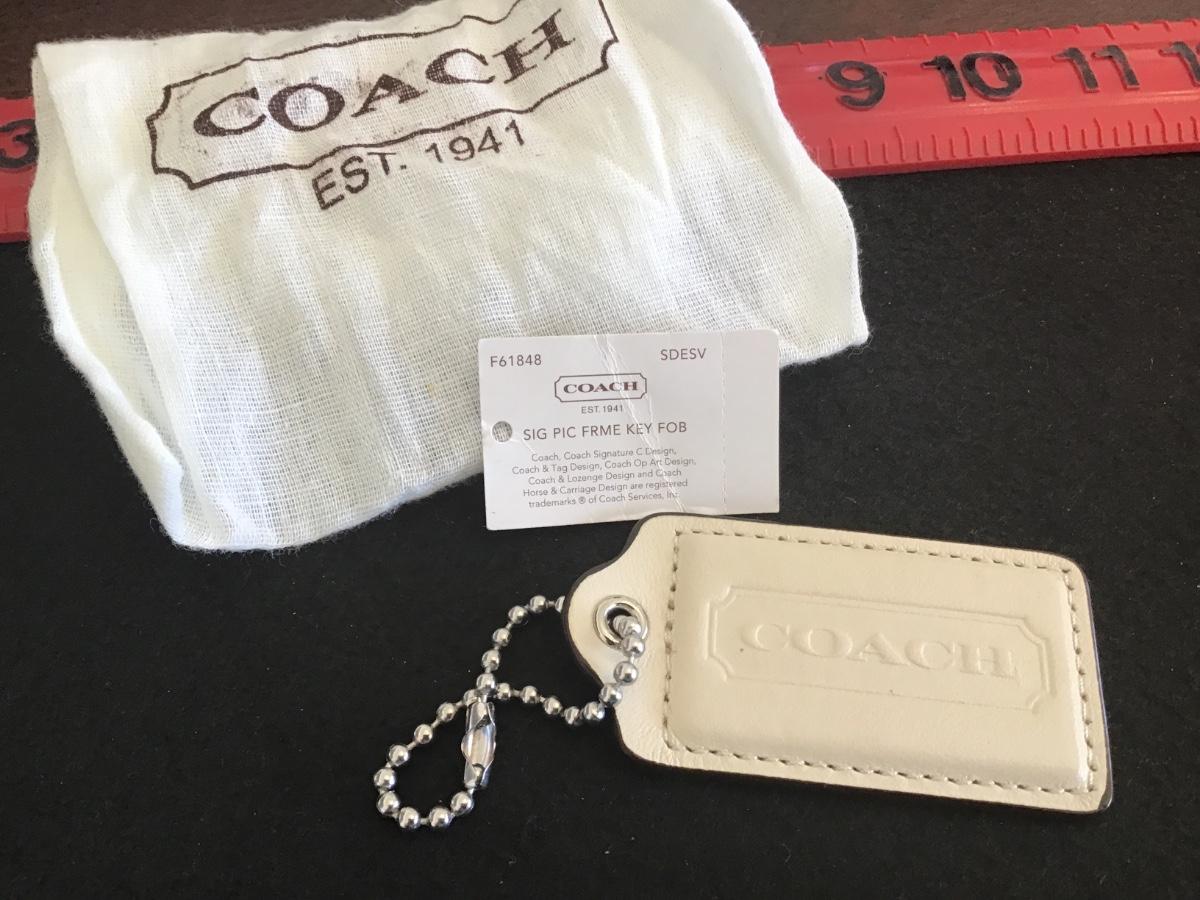 COACH
EST. 1941
3
9 10 11 1
F61848 SDESV
COACH
EST. 1941
SIG PIC FRME KEY FOB
Coach, Coach Signature C Design,
Coach & Tag Design, Coach Op Art Design,
Coach & Lozenge Design and Coach
Horse & Carriage Design are registered
trademarks ® of Coach Services, Inc.
COACH